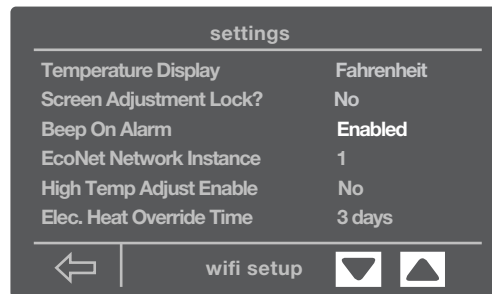 settings
Temperature Display Fahrenheit
Screen Adjustment Lock? No
Beep On Alarm Enabled
EcoNet Network Instance 1
High Temp Adjust Enable No
Elec. Heat Override Time 3 days
wifi setup